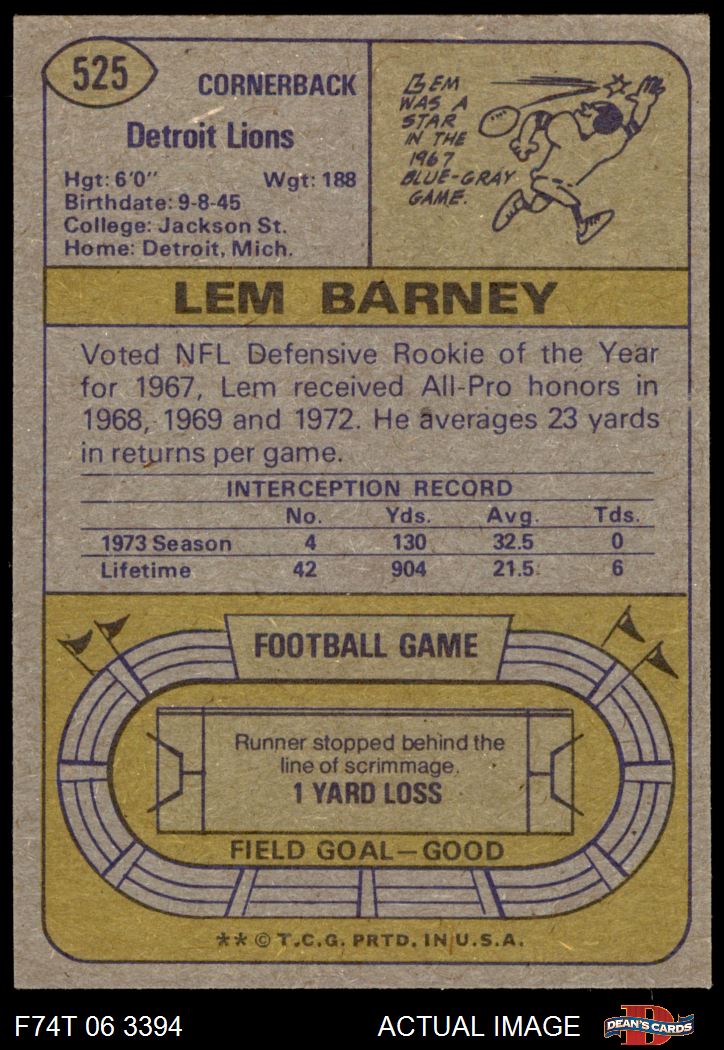 525
CORNERBACK
Detroit Lions
Hgt: 6'0" Wgt: 188
Birthdate: 9-8-45
College: Jackson St.
Home: Detroit, Mich.
LEM
WAS A
STAR
IN THE
1967
BLUE-GRAY
GAME.
LEM BARNEY
Voted NFL Defensive Rookie of the Year
for 1967, Lem received All-Pro honors in
1968, 1969 and 1972. He averages 23 yards
in returns per game.
INTERCEPTION RECORD
No. Yds. Avg. Tds.
1973 Season 4 130 32.5 0
Lifetime 42 904 21.5 6
FOOTBALL GAME
Runner stopped behind the
line of scrimmage.
1 YARD LOSS
FIELD GOAL—GOOD
** © T.C.G. PRTD. IN U.S.A.
F74T 06 3394 ACTUAL IMAGE
D
DEAN'S CARDS